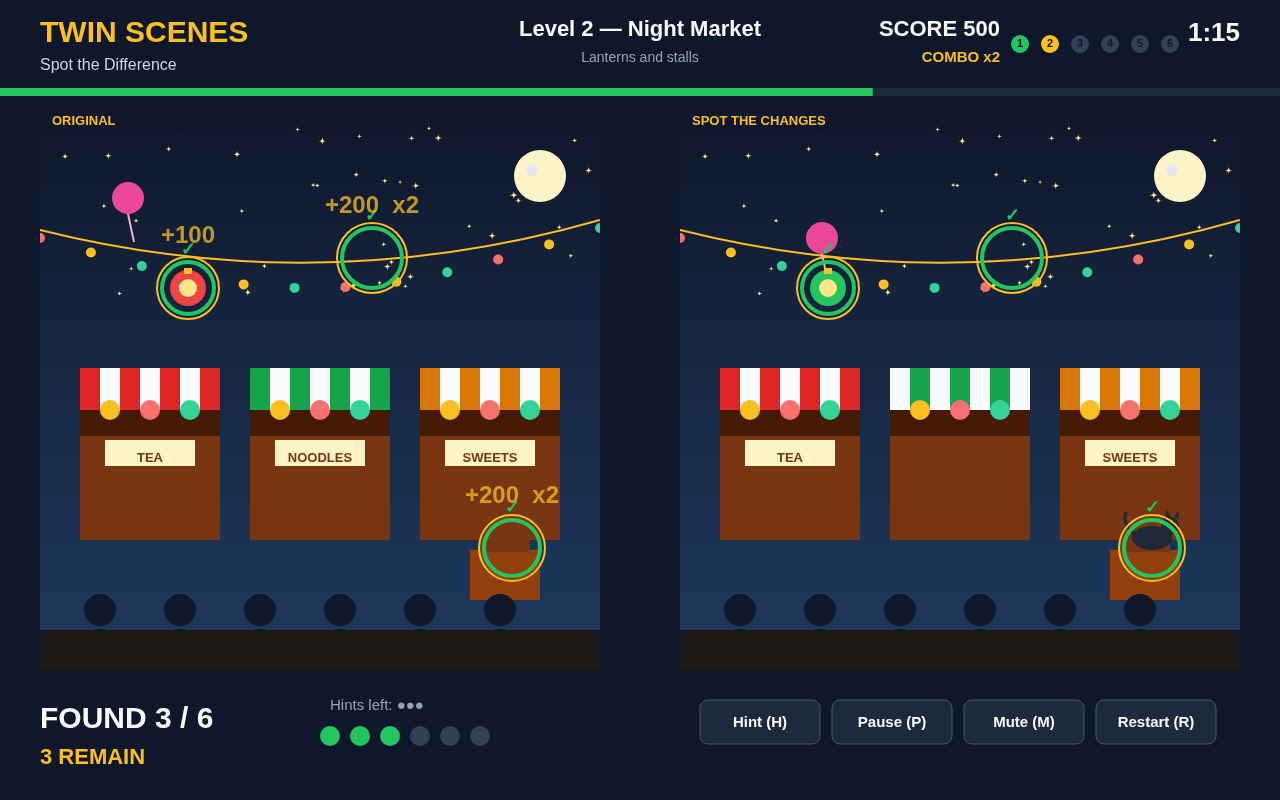 TWIN SCENES
Spot the Difference
Level 2 — Night Market
Lanterns and stalls
SCORE 500
COMBO x2
1 2 3 4 5 6
1:15
ORIGINAL
SPOT THE CHANGES
+200 x2
+100
TEA
NOODLES
SWEETS
TEA
SWEETS
+200 x2
FOUND 3 / 6
3 REMAIN
Hints left: ●●●
Hint (H)
Pause (P)
Mute (M)
Restart (R)